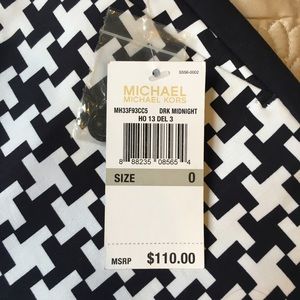 5556-0002
MICHAEL
MICHAEL KORS
MH33F93CC5 DRK MIDNIGHT
HO 13 DEL 3
8 88235 08565 4
SIZE 0
MSRP $110.00